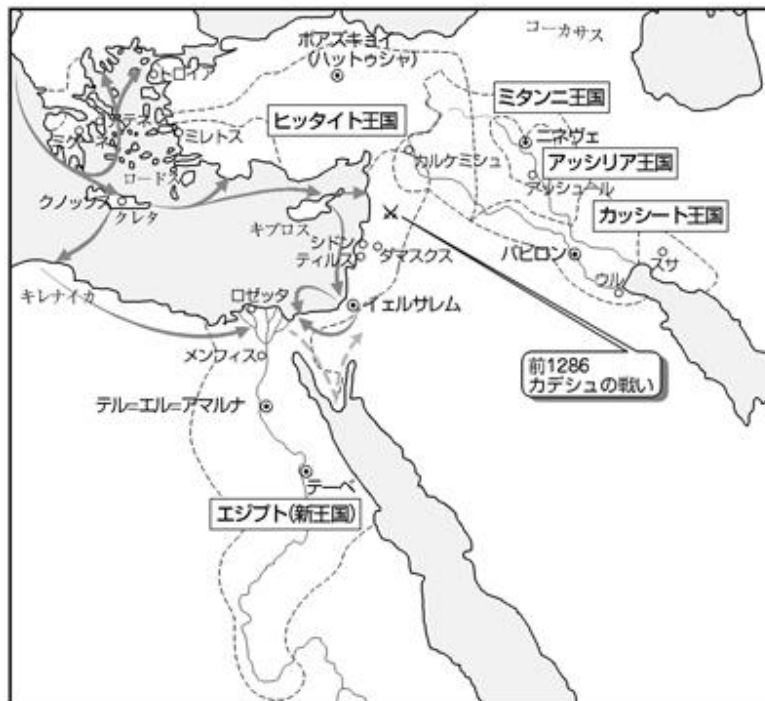 コーカサス
ボアズキョイ
(ハットゥシャ)
トロイア
ミタンニ王国
ヒッタイト王国
アテネ
ミケーネ
ミレトス
ニネヴェ
カルケミシュ
アッシリア王国
アッシュール
ロードス
クノッソス
クレタ
カッシート王国
キプロス
シドン
ダマスクス
ティルス
バビロン
スサ
ウル
キレナイカ
ロゼッタ
イェルサレム
メンフィス
前1286
カデシュの戦い
テル=エル=アマルナ
テーベ
エジプト(新王国)